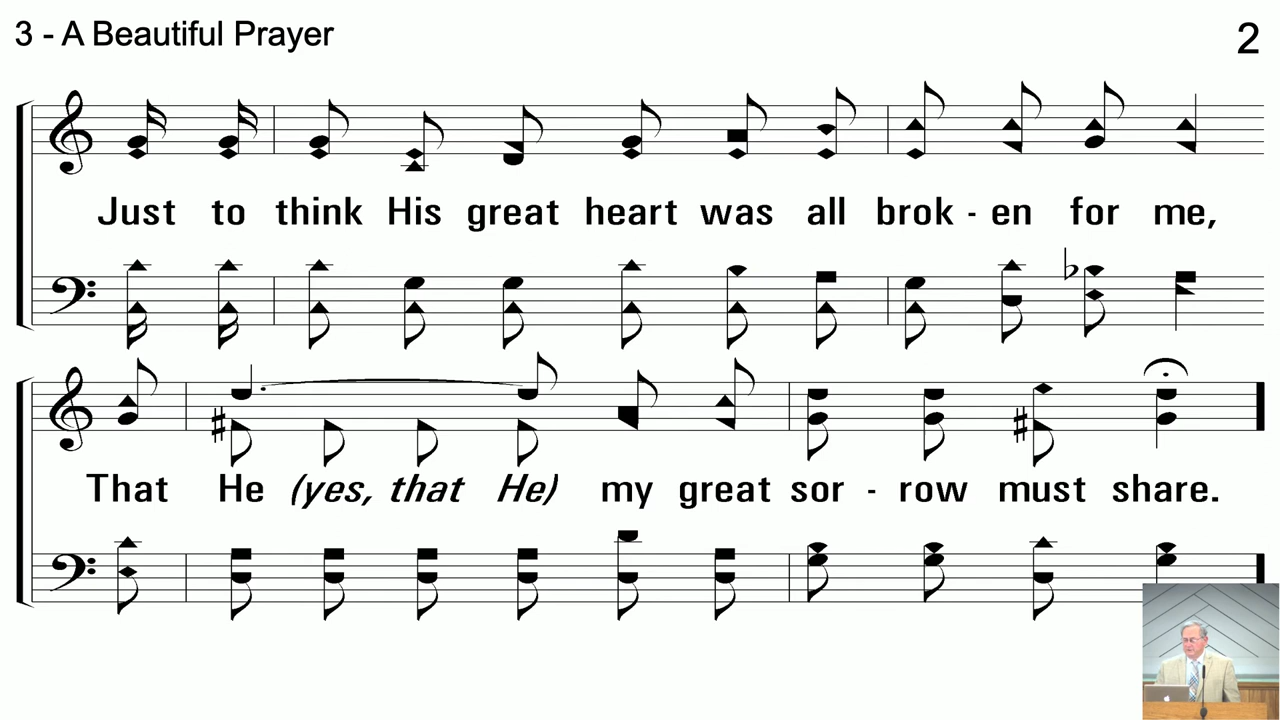 3 - A Beautiful Prayer
2
Just to think His great heart was all brok - en for me,
That He (yes, that He) my great sor - row must share.